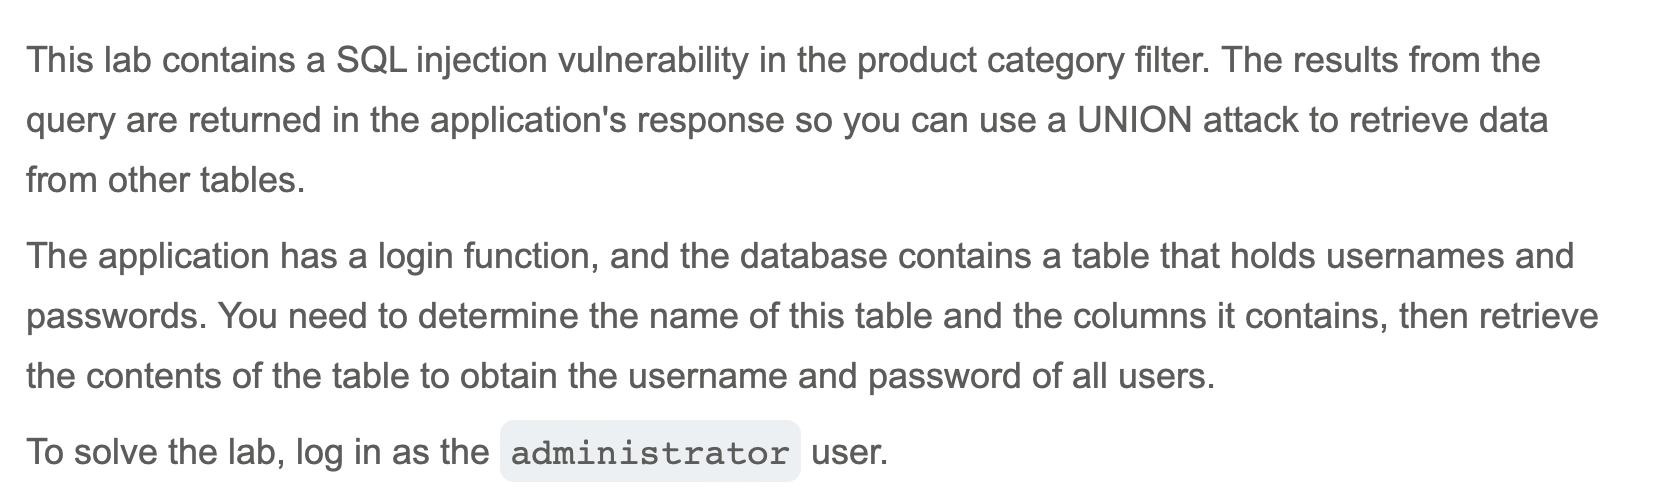 This lab contains a SQL injection vulnerability in the product category filter. The results from the
query are returned in the application's response so you can use a UNION attack to retrieve data
from other tables.
The application has a login function, and the database contains a table that holds usernames and
passwords. You need to determine the name of this table and the columns it contains, then retrieve
the contents of the table to obtain the username and password of all users.
To solve the lab, log in as the administrator user.